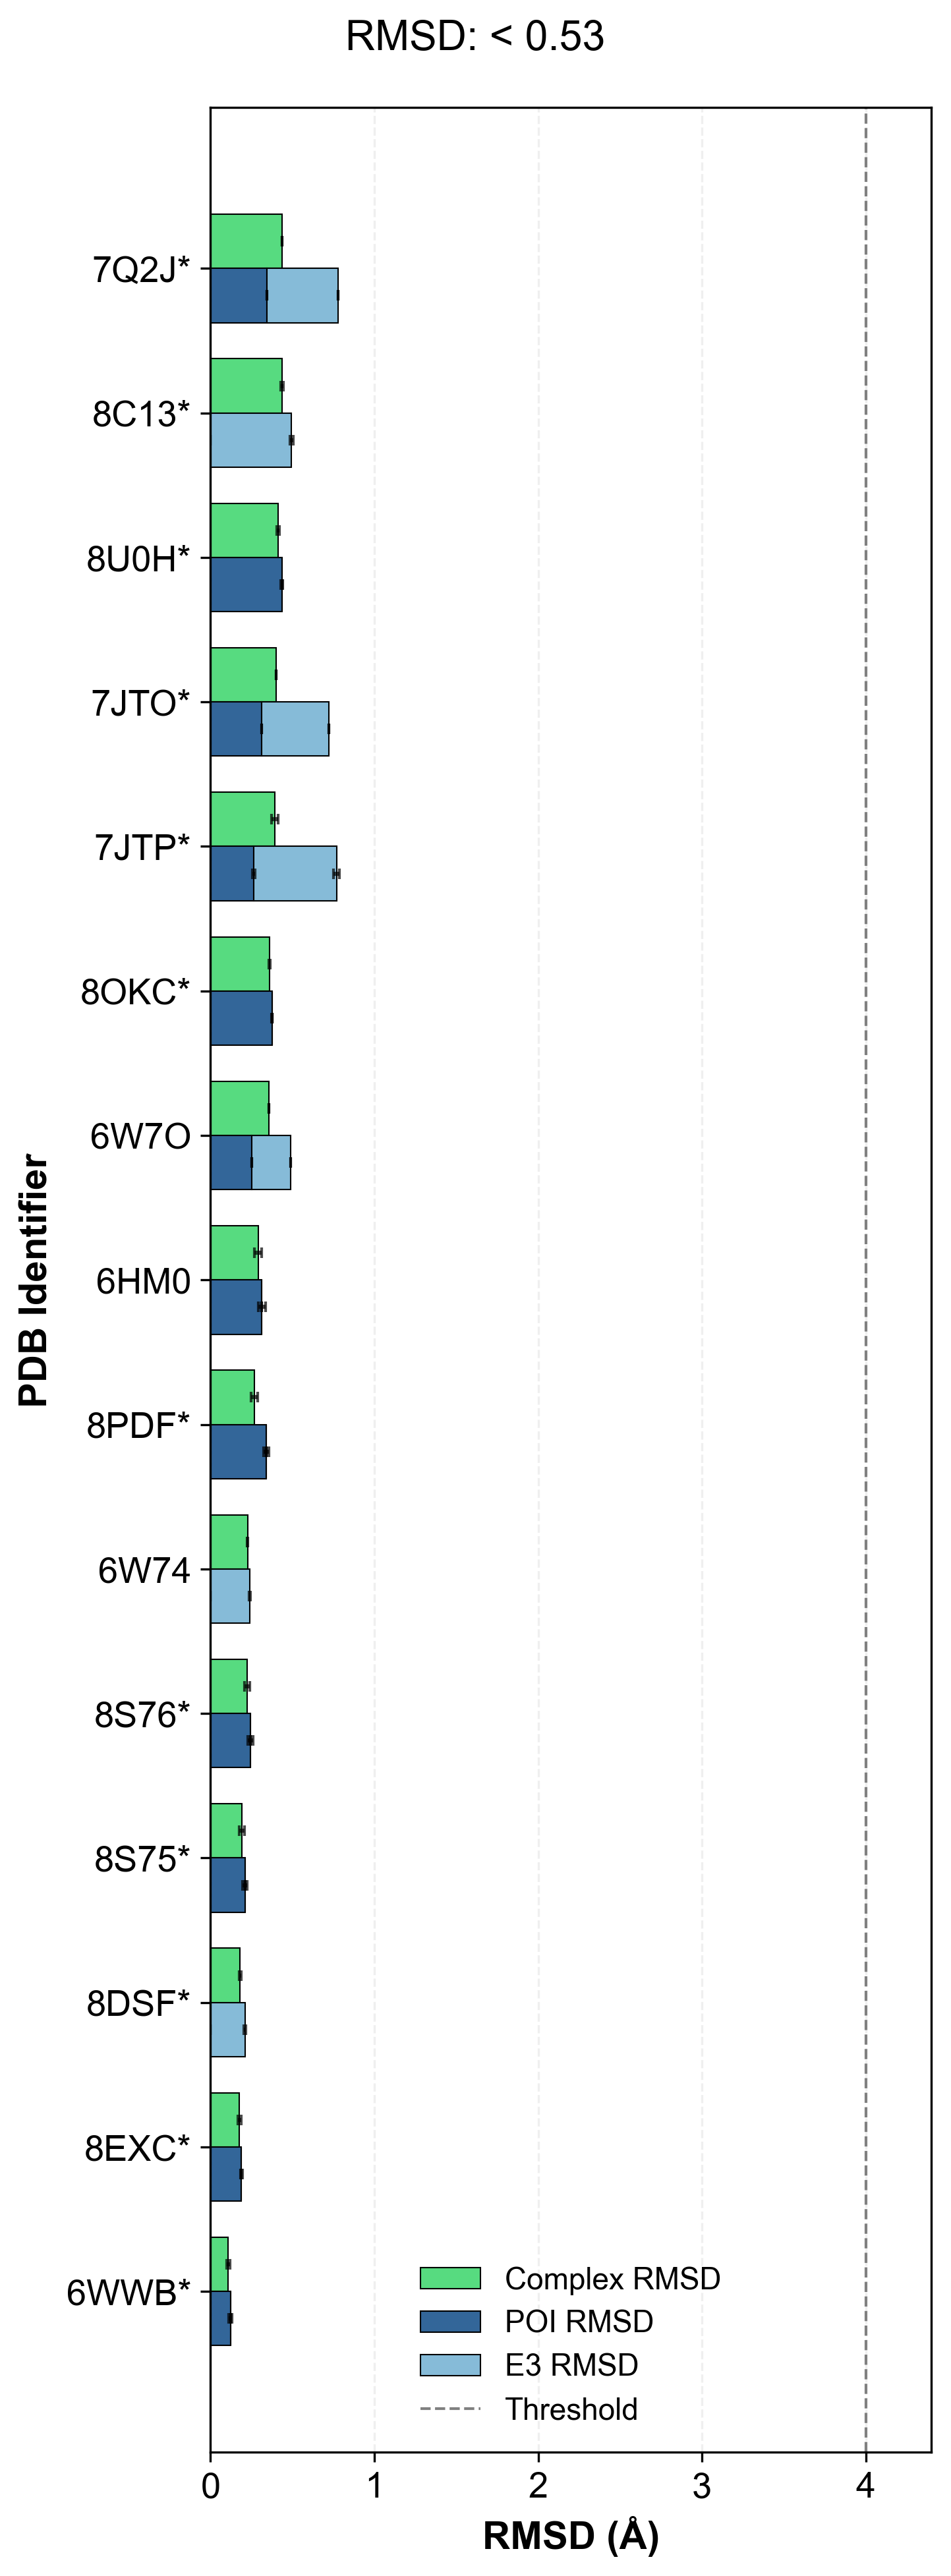 RMSD: < 0.53
7Q2J*
8C13*
8U0H*
7JTO*
7JTP*
8OKC*
6W7O
6HM0
8PDF*
6W74
8S76*
8S75*
8DSF*
8EXC*
6WWB*
PDB Identifier
Complex RMSD
POI RMSD
E3 RMSD
Threshold
0 1 2 3 4
RMSD (Å)